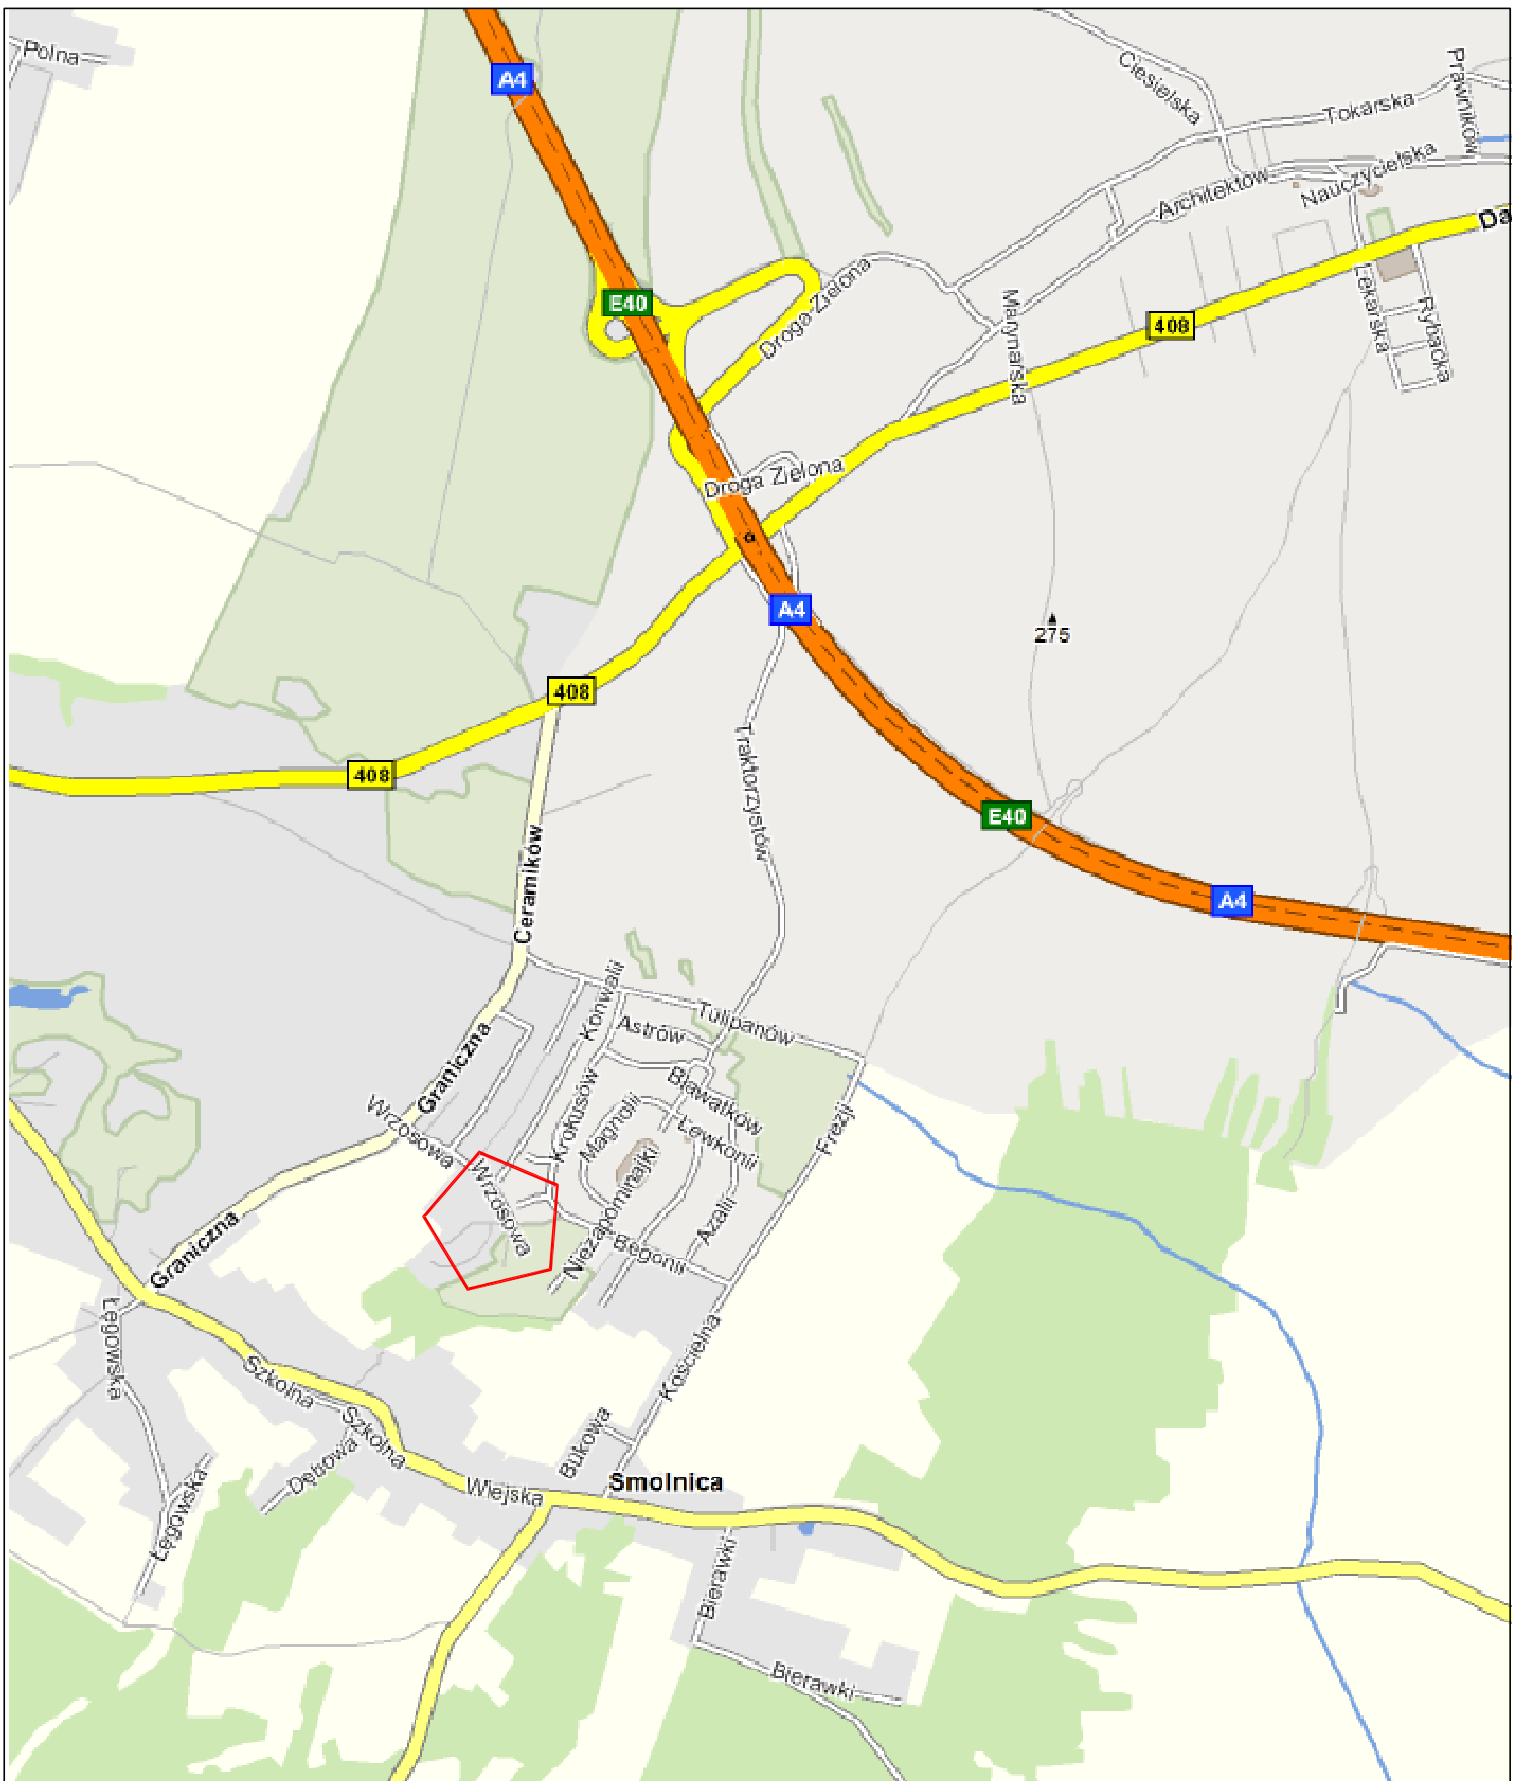 Polna
A4
Ciesielska
Prawników
Tokarska
Nauczycielska
Architektów
Da
E40
Droga Zielona
Marynarska
408
Lekarska
Rybacka
Droga Zielona
6
A4
275
408
408
Traktorzystów
E40
Ceramików
A4
Konwalii
Tulipanów
Astrów
Graniczna
Bławatków
Krokusów
Magnolii
Lewkonii
Frezji
Wrzosowa
Wrzosowa
Niezapominajki
Azalii
Begonii
Graniczna
Łęgowska
Kościelna
Szkolna
Szkolna
Bukowa
Dębowa
Smolnica
Wiejska
Łęgowska
Bierawki
Bierawki